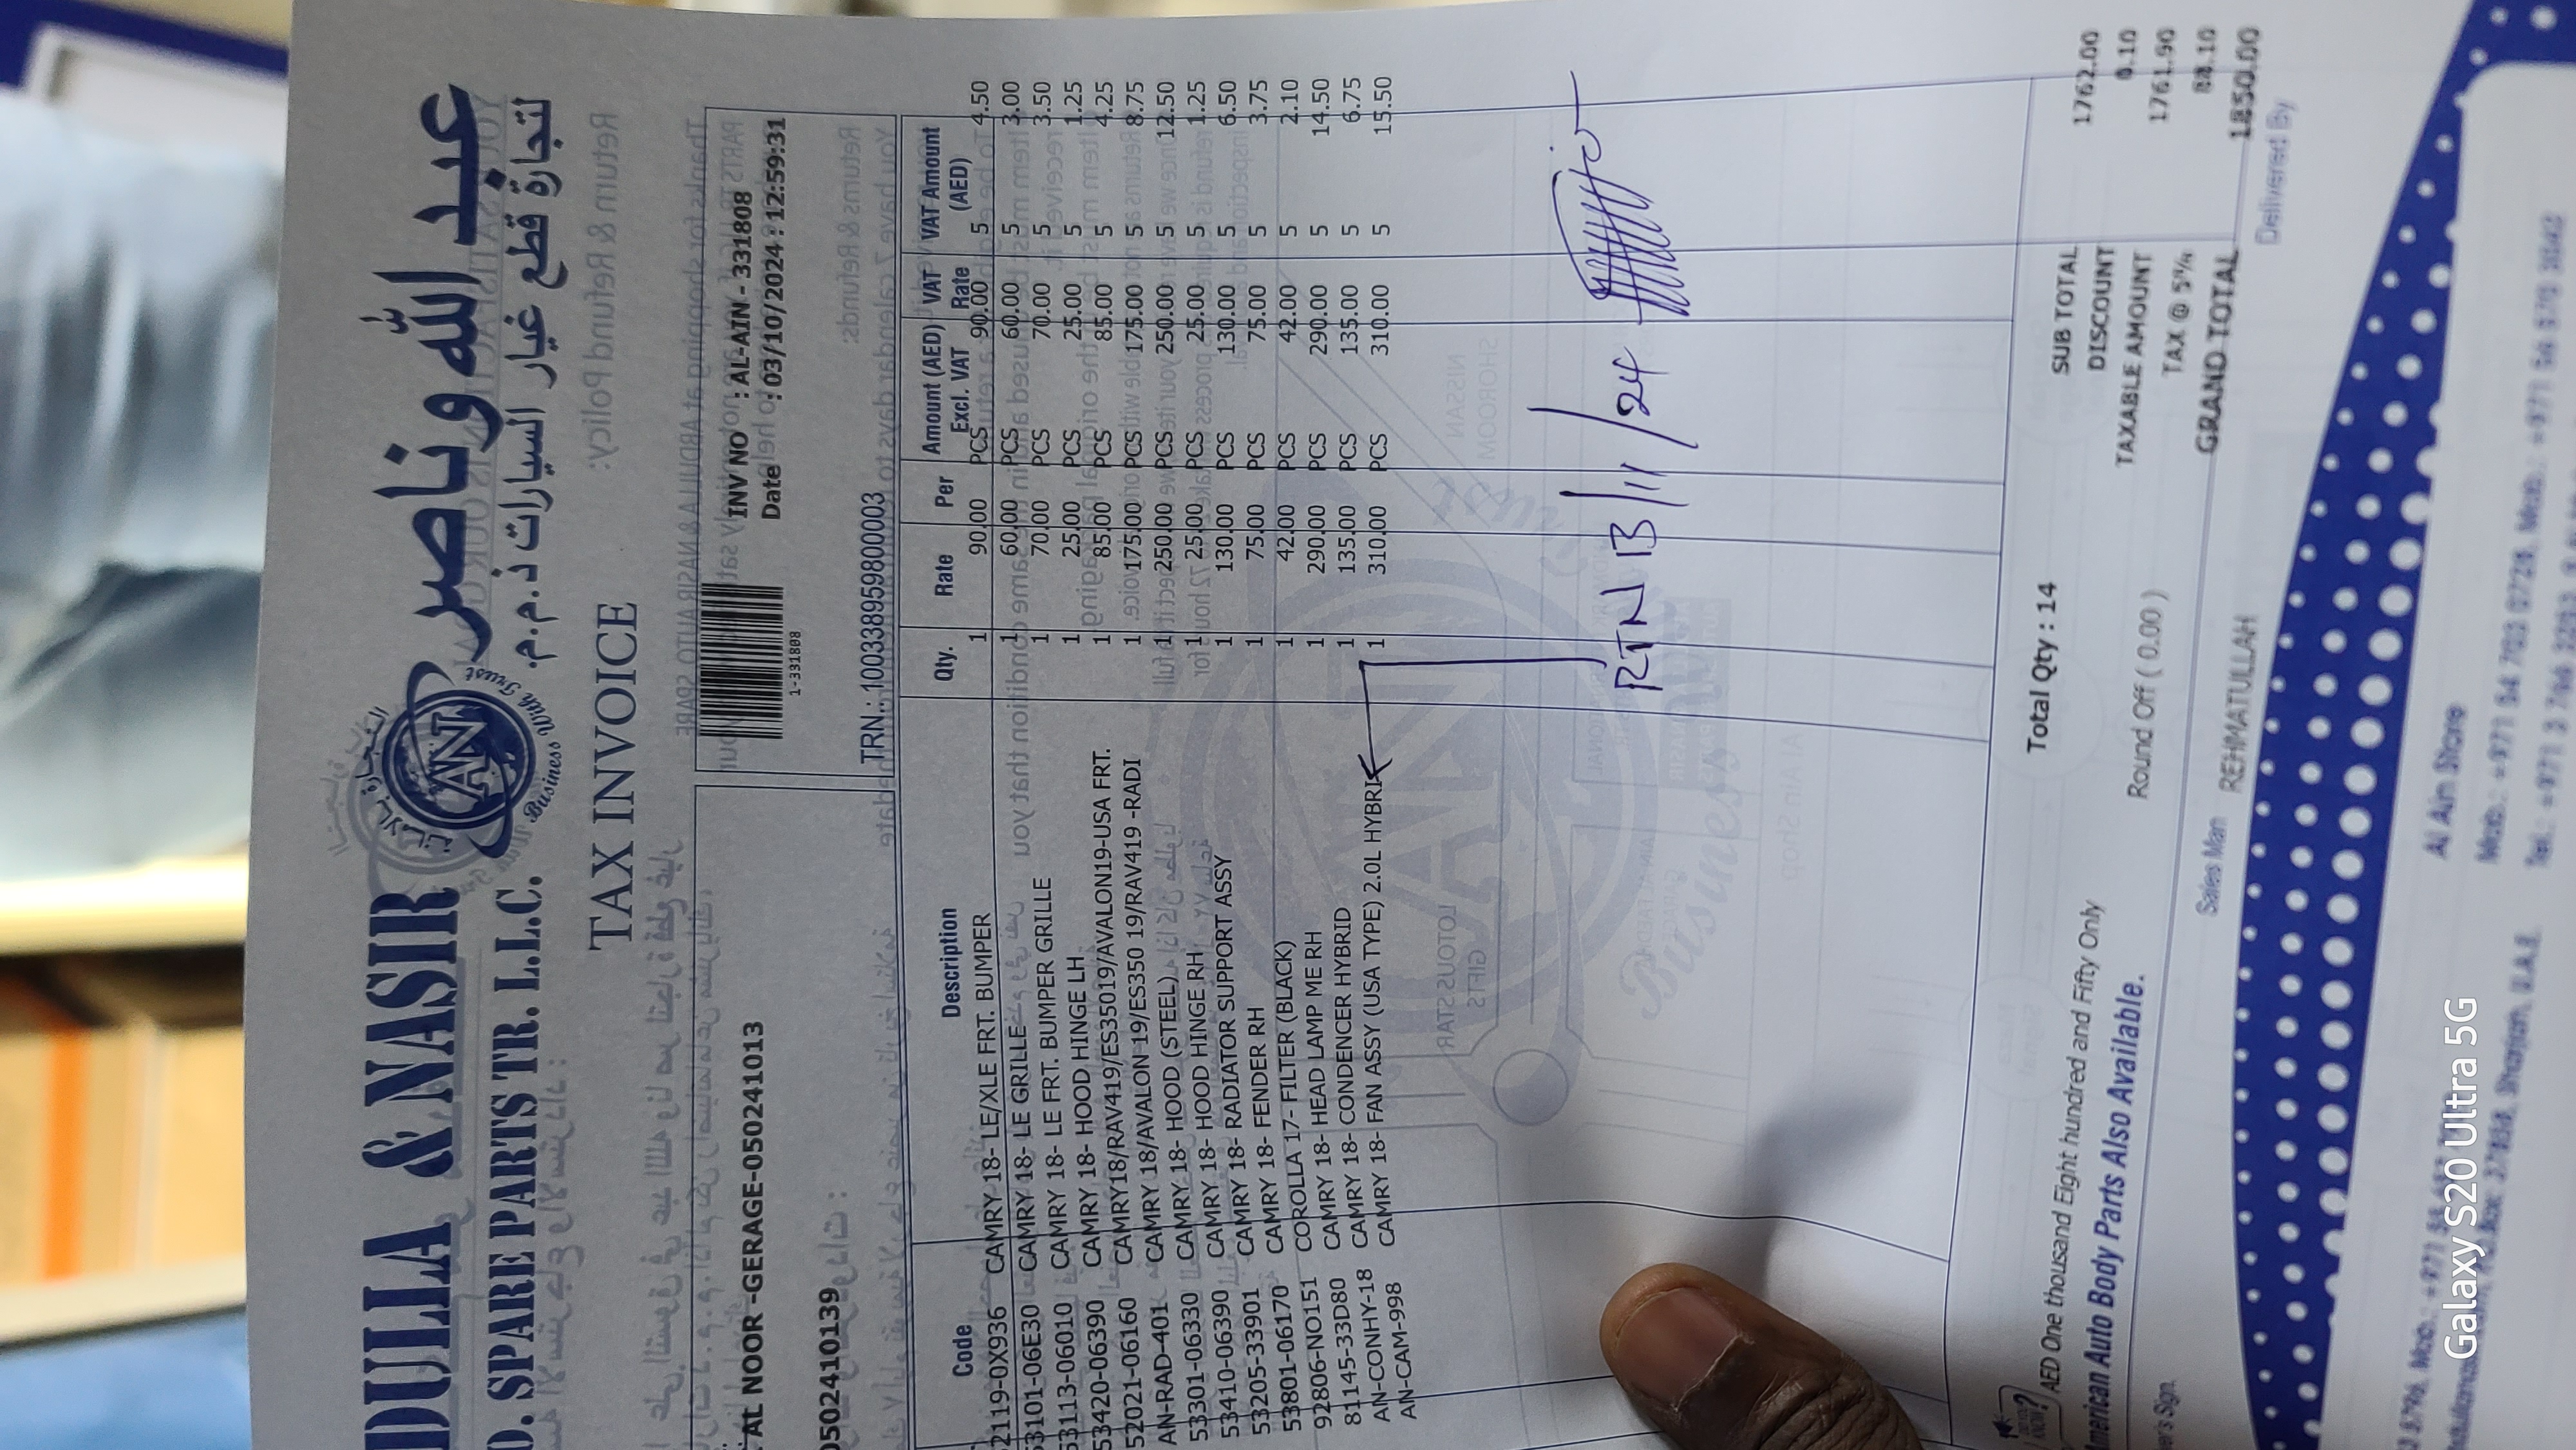 DULLA & NASIR
عبد الله و ناصر
D. SPARE PARTS TR. L.L.C.
لتجارة قطع غيار السيارات ذ.م.م.
AN
Business With Trust
TAX INVOICE
1-331808
INV NO : AL-AIN - 331808
Date : 03/10/2024 : 12:59:31
AL NOOR -GERAGE-0502410139
0502410139
TRN.: 100338959800003
Code Description Qty. Rate Per Amount (AED) Excl. VAT VAT Rate VAT Amount (AED)
2119-0X936 CAMRY 18- LE/XLE FRT. BUMPER 1 90.00 PCS 90.00 5 4.50
53101-06E30 CAMRY 18- LE GRILLE 1 60.00 PCS 60.00 5 3.00
53113-06010 CAMRY 18- LE FRT. BUMPER GRILLE 1 70.00 PCS 70.00 5 3.50
53420-06390 CAMRY 18- HOOD HINGE LH 1 25.00 PCS 25.00 5 1.25
52021-06160 CAMRY18/RAV419/ES35019/AVALON19-USA FRT. 1 85.00 PCS 85.00 5 4.25
AN-RAD-401 CAMRY 18/AVALON-19/ES350 19/RAV419 -RADI 1 175.00 PCS 175.00 5 8.75
53301-06330 CAMRY 18- HOOD (STEEL) 1 250.00 PCS 250.00 5 12.50
53410-06390 CAMRY 18- HOOD HINGE RH 1 25.00 PCS 25.00 5 1.25
53205-33901 CAMRY 18- RADIATOR SUPPORT ASSY 1 130.00 PCS 130.00 5 6.50
53801-06170 CAMRY 18- FENDER RH 1 75.00 PCS 75.00 5 3.75
92806-NO151 COROLLA 17- FILTER (BLACK) 1 42.00 PCS 42.00 5 2.10
81145-33D80 CAMRY 18- HEAD LAMP ME RH 1 290.00 PCS 290.00 5 14.50
AN-CONHY-18 CAMRY 18- CONDENCER HYBRID 1 135.00 PCS 135.00 5 6.75
AN-CAM-998 CAMRY 18- FAN ASSY (USA TYPE) 2.0L HYBRI 1 310.00 PCS 310.00 5 15.50
RTN 13/11/24
Total Qty : 14
SUB TOTAL 1762.00
DISCOUNT 0.10
TAXABLE AMOUNT 1761.90
TAX @ 5% 88.10
GRAND TOTAL 1850.00
AED One thousand Eight hundred and Fifty Only
Round Off ( 0.00 )
merican Auto Body Parts Also Available.
er's Sign.
Sales Man REHMATULLAH
Delivered By
Al Ain Store
Galaxy S20 Ultra 5G